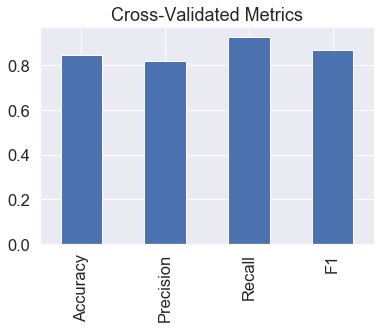 Cross-Validated Metrics
0.8
0.6
0.4
0.2
0.0
Accuracy
Precision
Recall
F1